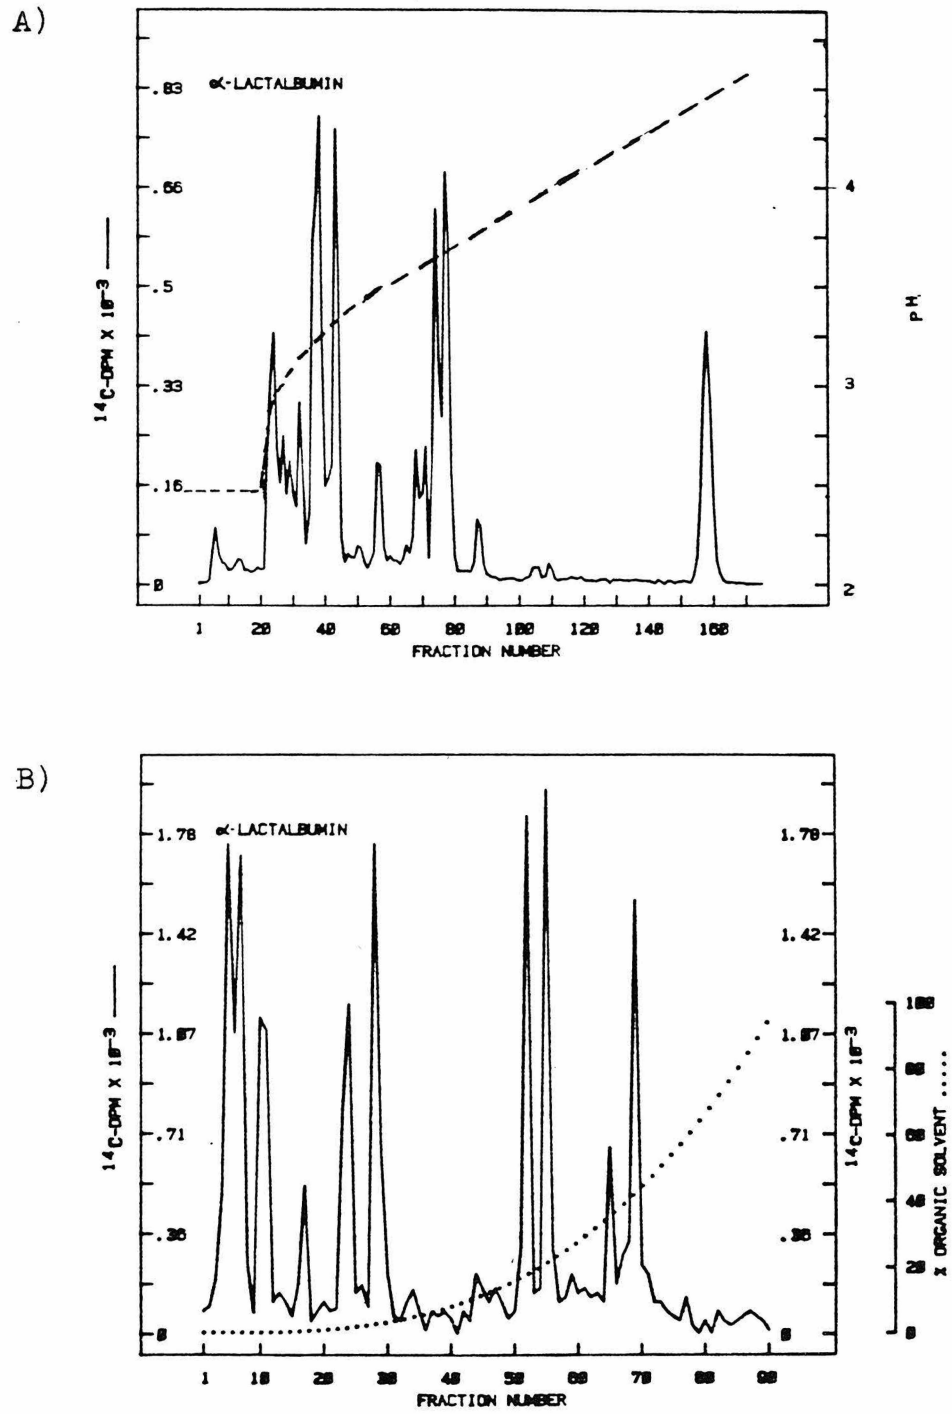 A)
α-LACTALBUMIN
.83
.66
.5
.33
.16
0
¹⁴C-DPM X 10⁻³
4
3
2
pH
1 20 40 60 80 100 120 140 160
FRACTION NUMBER
B)
α-LACTALBUMIN
1.78
1.42
1.07
.71
.36
0
¹⁴C-DPM X 10⁻³
1.78
1.42
1.07
.71
.36
0
¹⁴C-DPM X 10⁻³
100
80
60
40
20
0
% ORGANIC SOLVENT .....
1 10 20 30 40 50 60 70 80 90
FRACTION NUMBER